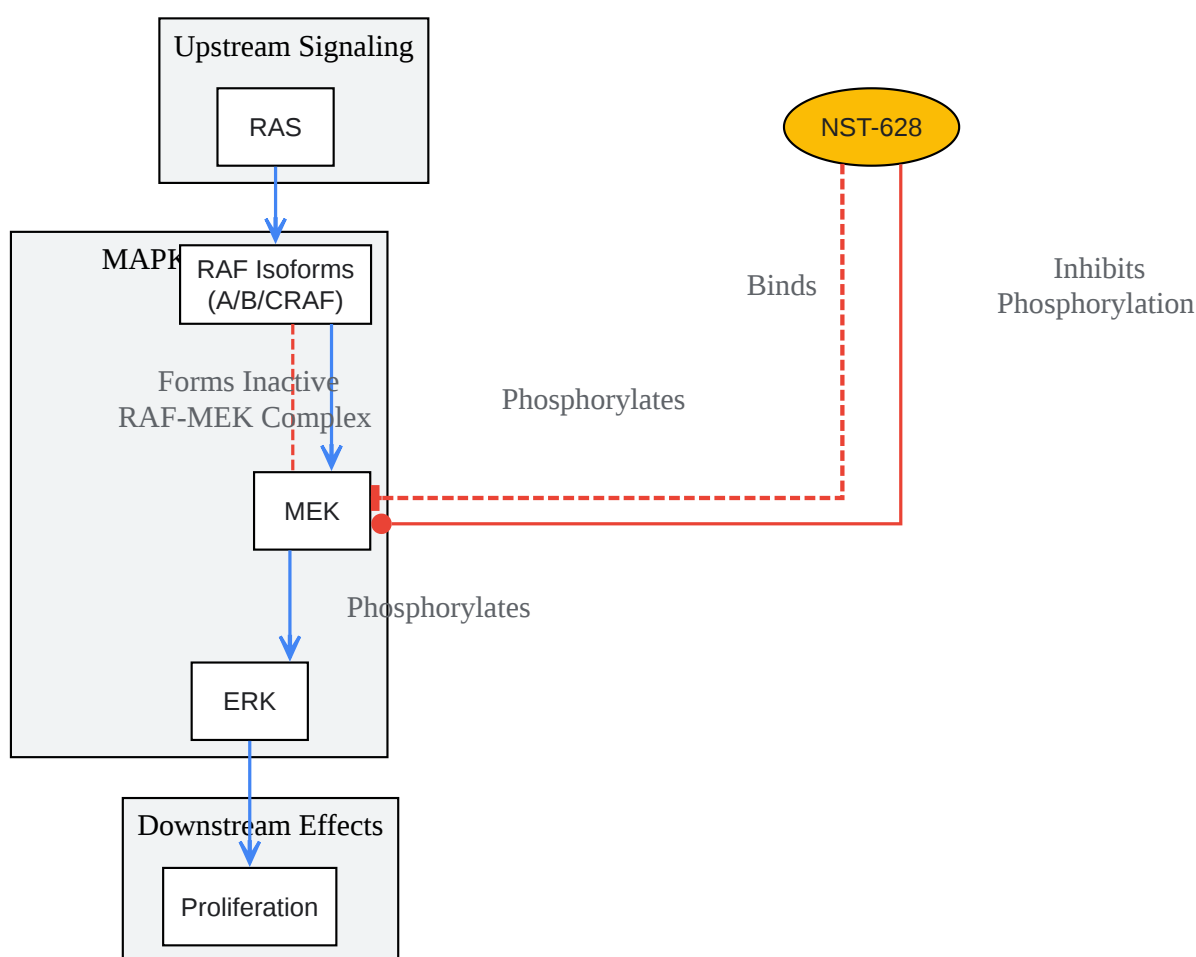 Upstream Signaling
RAS
NST-628
MAPK
RAF Isoforms
(A/B/CRAF)
Binds
Inhibits
Phosphorylation
Forms Inactive
RAF-MEK Complex
Phosphorylates
MEK
Phosphorylates
ERK
Downstream Effects
Proliferation